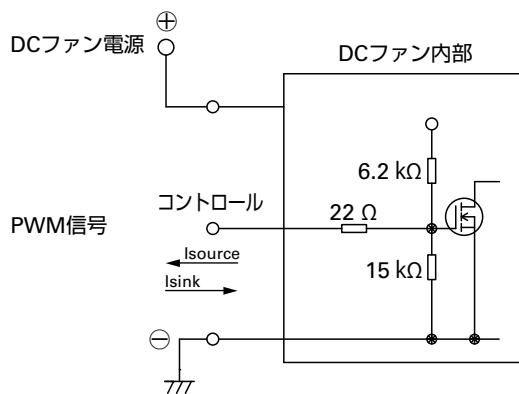 ⊕
DCファン電源
DCファン内部
6.2 kΩ
コントロール
22 Ω
PWM信号
Isource
15 kΩ
Isink
⊖